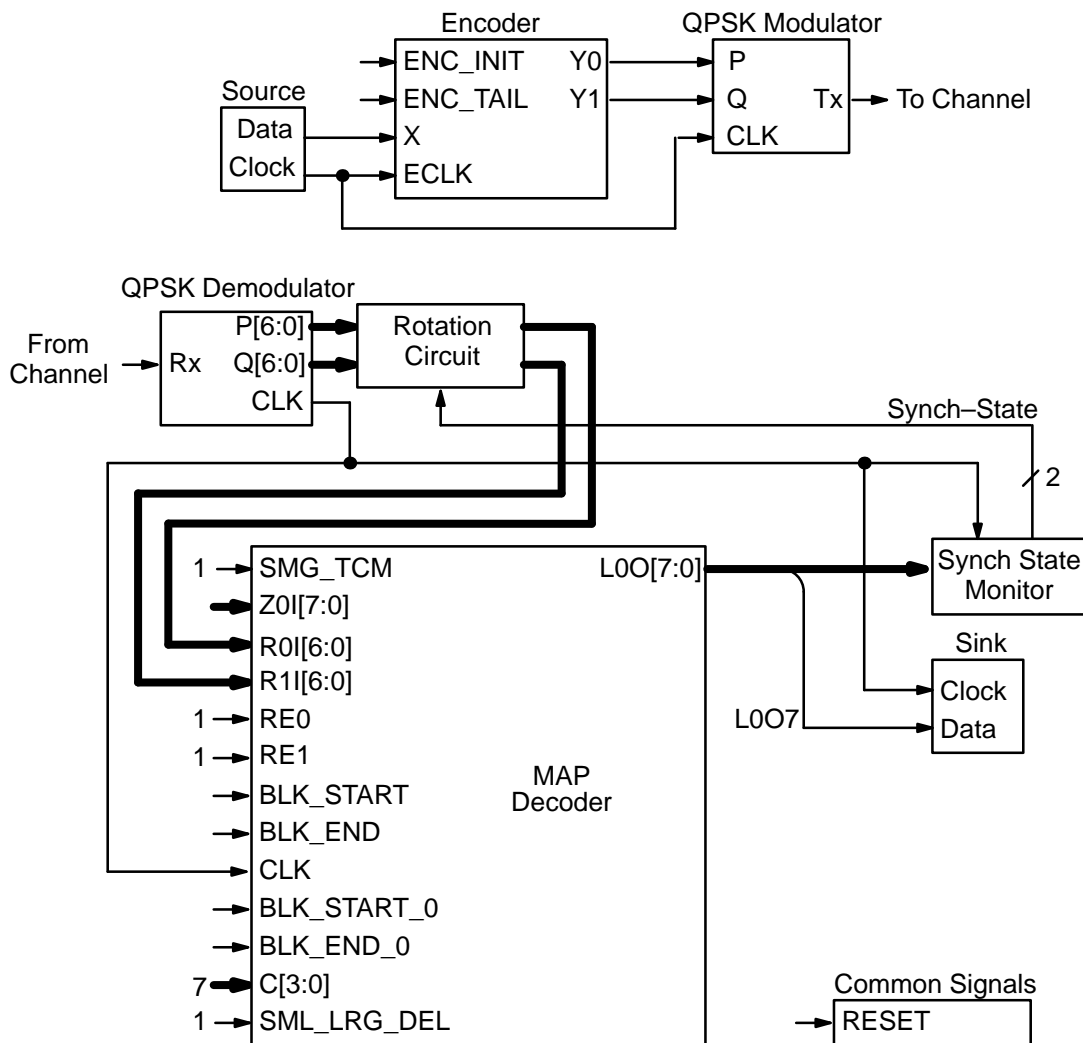 Encoder
QPSK Modulator
ENC_INIT
Y0
P
ENC_TAIL
Y1
Q
Tx
To Channel
Source
Data
X
CLK
Clock
ECLK
QPSK Demodulator
P[6:0]
Rotation
Circuit
From
Channel
Rx
Q[6:0]
CLK
Synch–State
2
1
SMG_TCM
L0O[7:0]
Synch State
Monitor
Z0I[7:0]
R0I[6:0]
R1I[6:0]
Sink
Clock
Data
L0O7
1
RE0
1
RE1
MAP
Decoder
BLK_START
BLK_END
CLK
BLK_START_0
BLK_END_0
7
C[3:0]
Common Signals
1
SML_LRG_DEL
RESET